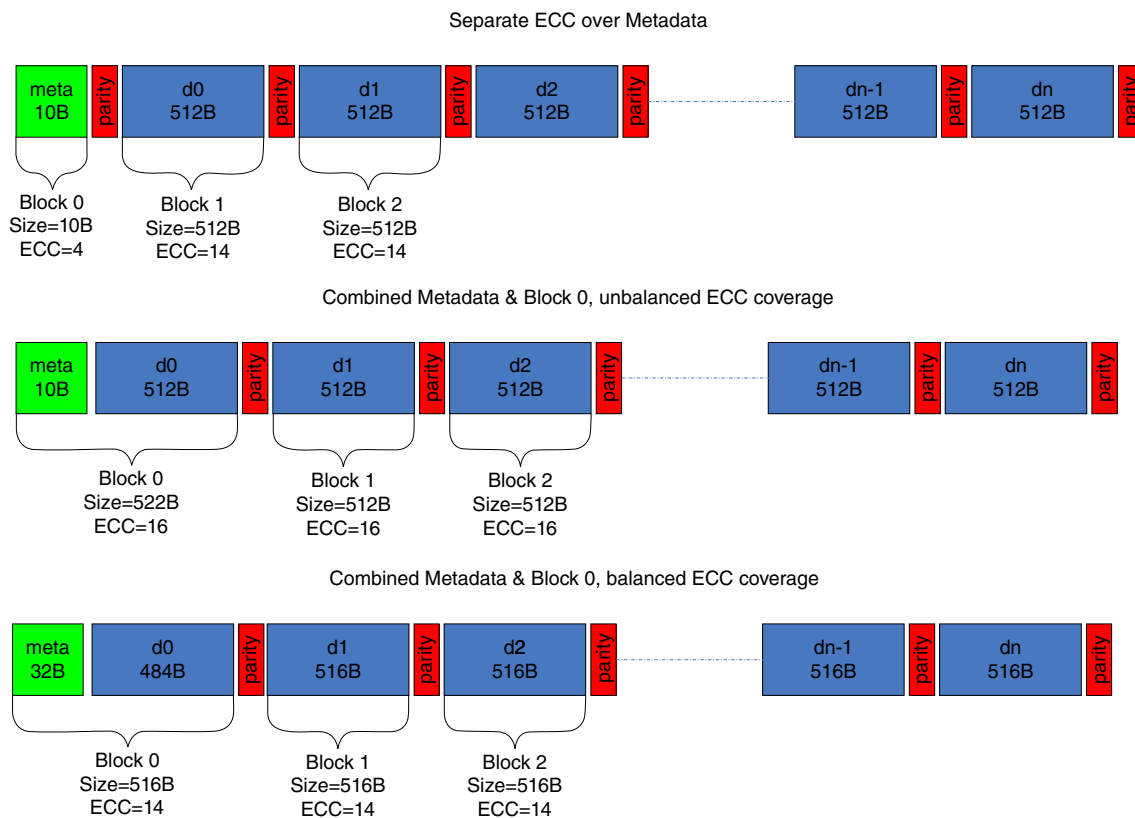 Separate ECC over Metadata
meta
10B
parity
d0
512B
parity
d1
512B
parity
d2
512B
parity
dn-1
512B
parity
dn
512B
parity
Block 0
Size=10B
ECC=4
Block 1
Size=512B
ECC=14
Block 2
Size=512B
ECC=14
Combined Metadata & Block 0, unbalanced ECC coverage
meta
10B
d0
512B
parity
d1
512B
parity
d2
512B
parity
dn-1
512B
parity
dn
512B
parity
Block 0
Size=522B
ECC=16
Block 1
Size=512B
ECC=16
Block 2
Size=512B
ECC=16
Combined Metadata & Block 0, balanced ECC coverage
meta
32B
d0
484B
parity
d1
516B
parity
d2
516B
parity
dn-1
516B
parity
dn
516B
parity
Block 0
Size=516B
ECC=14
Block 1
Size=516B
ECC=14
Block 2
Size=516B
ECC=14